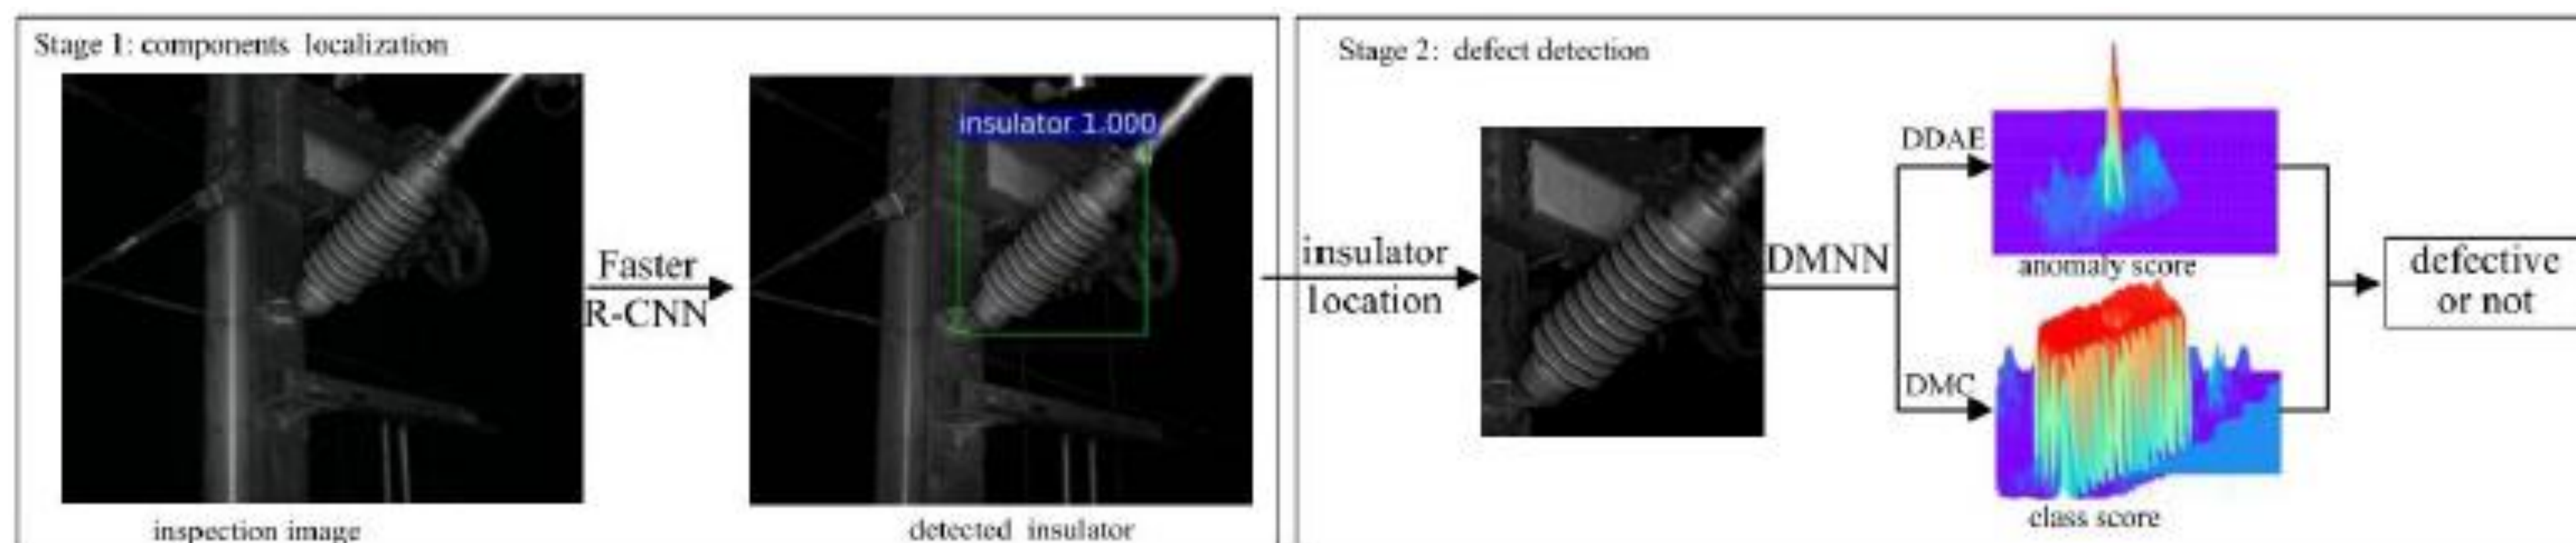 Stage 1: components localization
insulator 1.000
Faster
R-CNN
inspection image
detected insulator
Stage 2: defect detection
insulator
location
DMNN
DDAE
anomaly score
DMC
class score
defective
or not